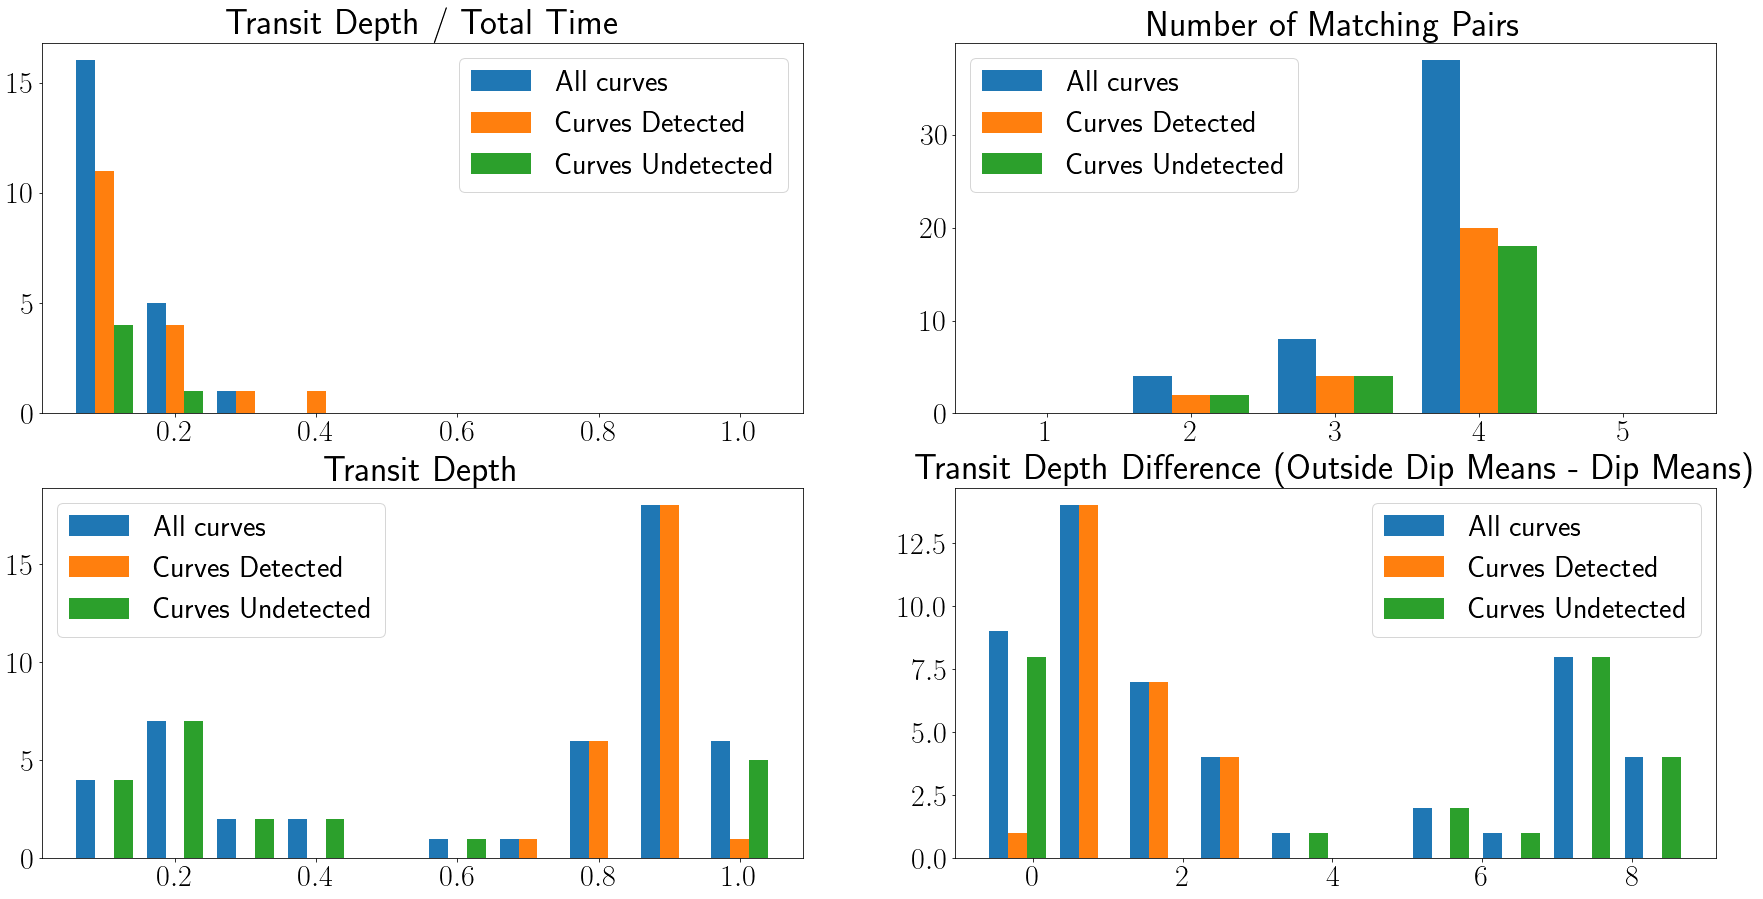 Transit Depth / Total Time
15
10
5
0
All curves
Curves Detected
Curves Undetected
0.2 0.4 0.6 0.8 1.0
Number of Matching Pairs
30
20
10
0
All curves
Curves Detected
Curves Undetected
1 2 3 4 5
Transit Depth
15
10
5
0
All curves
Curves Detected
Curves Undetected
0.2 0.4 0.6 0.8 1.0
Transit Depth Difference (Outside Dip Means - Dip Means)
12.5
10.0
7.5
5.0
2.5
0.0
All curves
Curves Detected
Curves Undetected
0 2 4 6 8